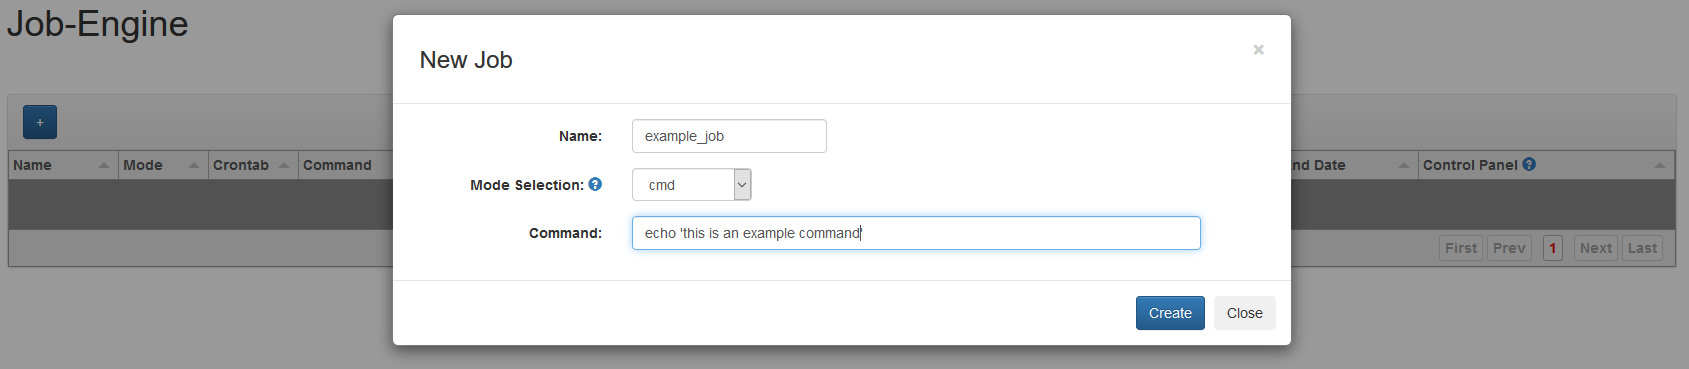 Job-Engine
New Job
×
+
Name: example_job
Name Mode Crontab Command nd Date Control Panel ?
Mode Selection: ? cmd
Command: echo 'this is an example command'
First Prev 1 Next Last
Create Close